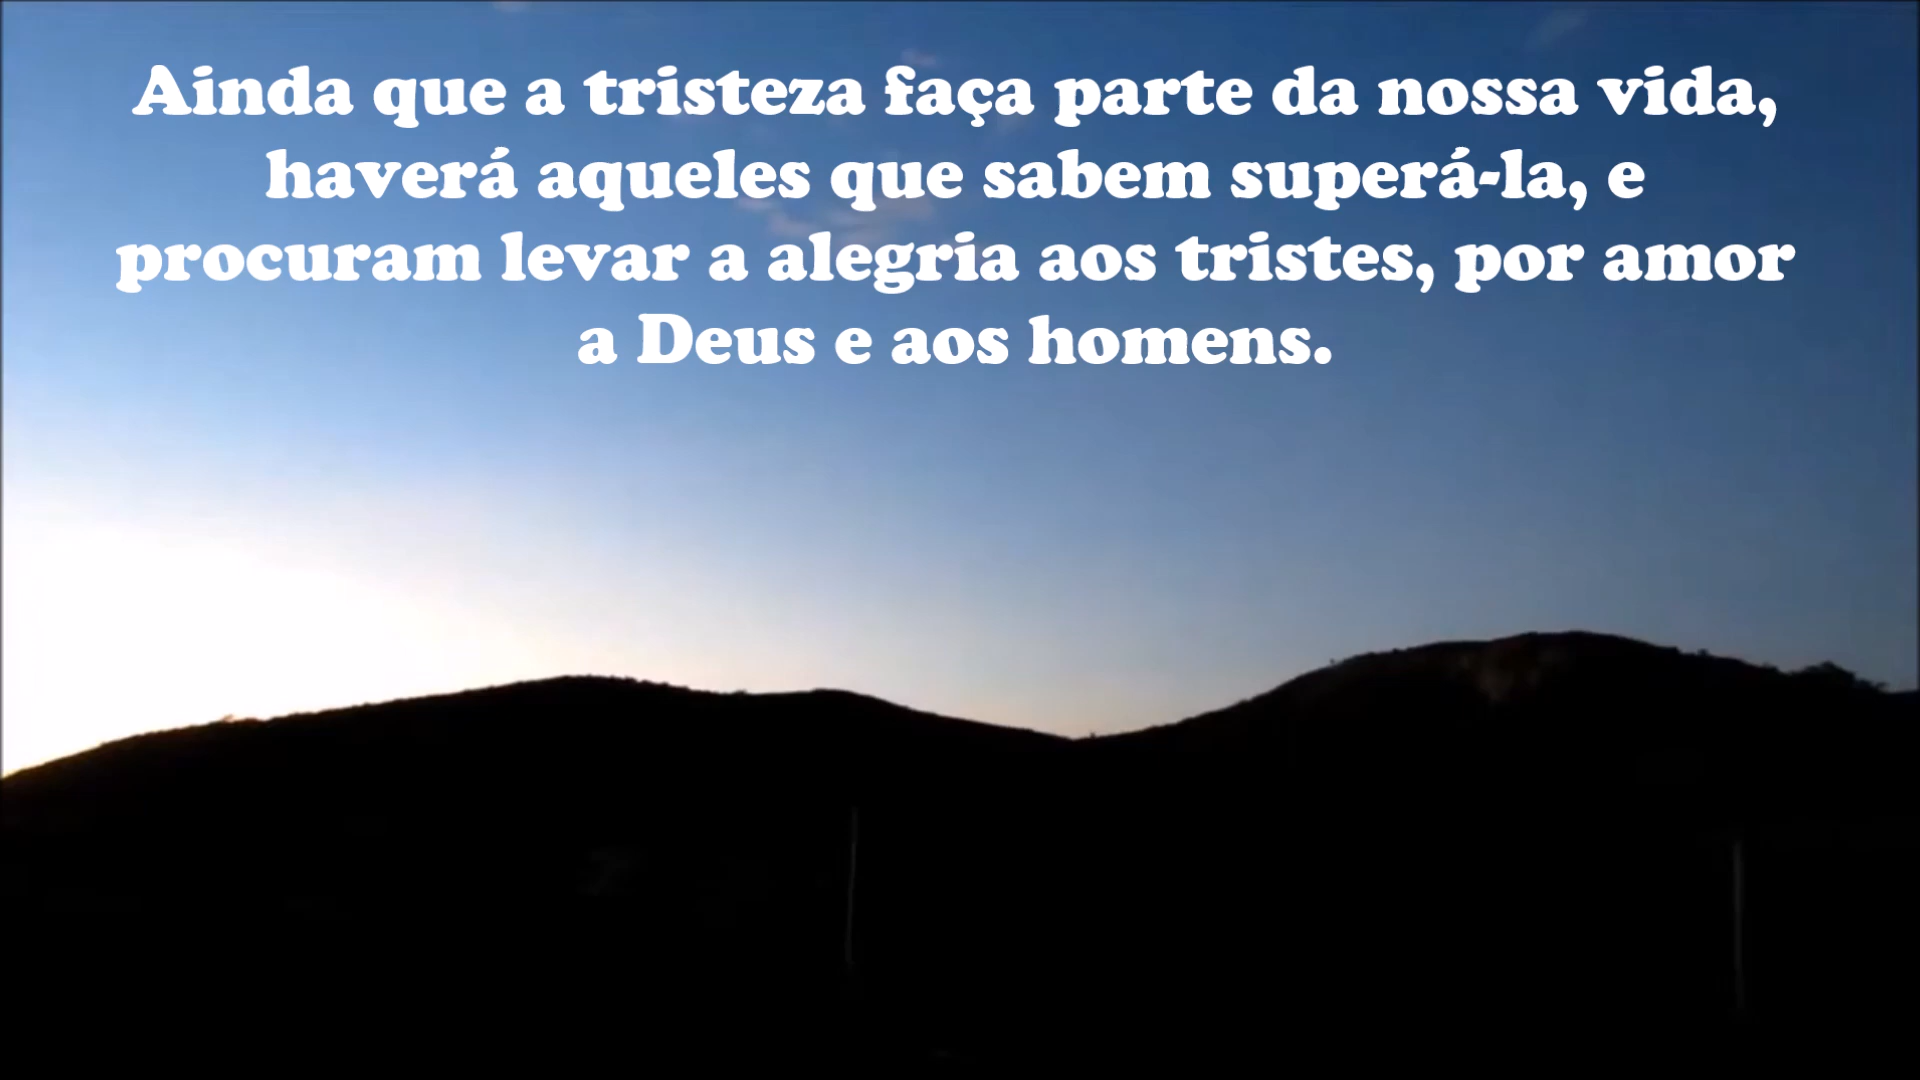 Ainda que a tristeza faça parte da nossa vida,
haverá aqueles que sabem superá-la, e
procuram levar a alegria aos tristes, por amor
a Deus e aos homens.